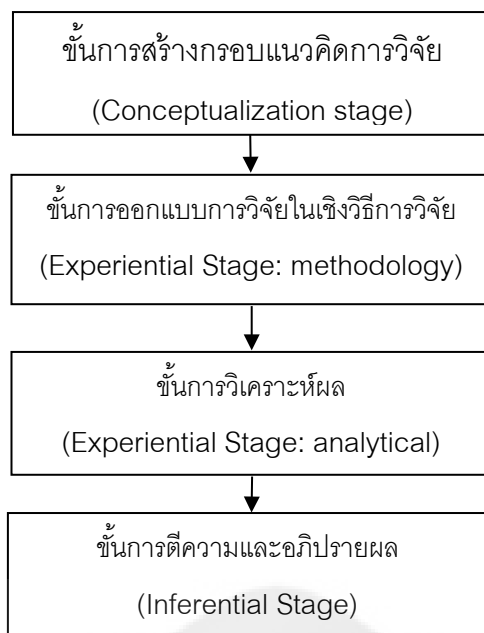 ขั้นการสร้างกรอบแนวคิดการวิจัย
(Conceptualization stage)
ขั้นการออกแบบการวิจัยในเชิงวิธีการวิจัย
(Experiential Stage: methodology)
ขั้นการวิเคราะห์ผล
(Experiential Stage: analytical)
ขั้นการตีความและอภิปรายผล
(Inferential Stage)